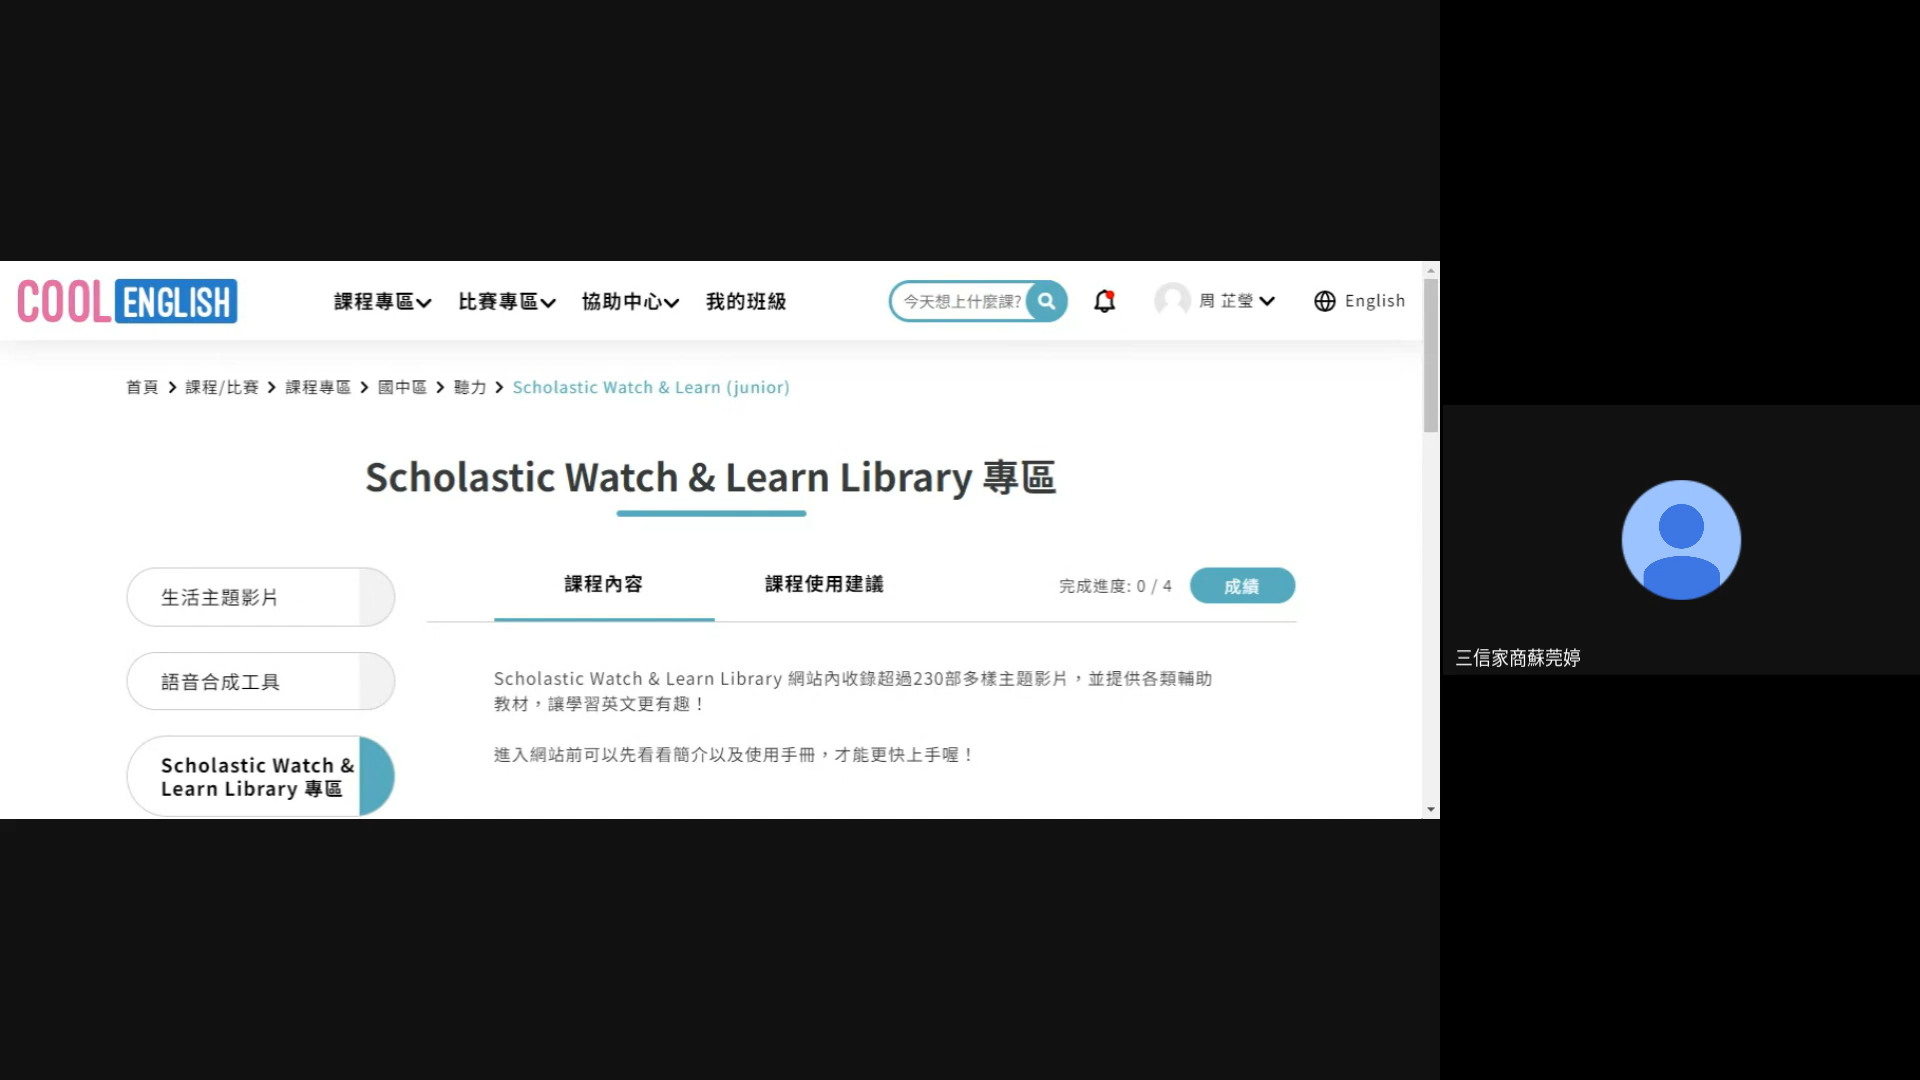 COOL ENGLISH
課程專區
比賽專區
協助中心
我的班級
今天想上什麼課?
周 芷瑩
English
首頁 > 課程/比賽 > 課程專區 > 國中區 > 聽力 > Scholastic Watch & Learn (junior)
Scholastic Watch & Learn Library 專區
生活主題影片
語音合成工具
Scholastic Watch &
Learn Library 專區
課程內容
課程使用建議
完成進度: 0 / 4
成績
Scholastic Watch & Learn Library 網站內收錄超過230部多樣主題影片，並提供各類輔助
教材，讓學習英文更有趣！
進入網站前可以先看看簡介以及使用手冊，才能更快上手喔！
三信家商蘇莞婷